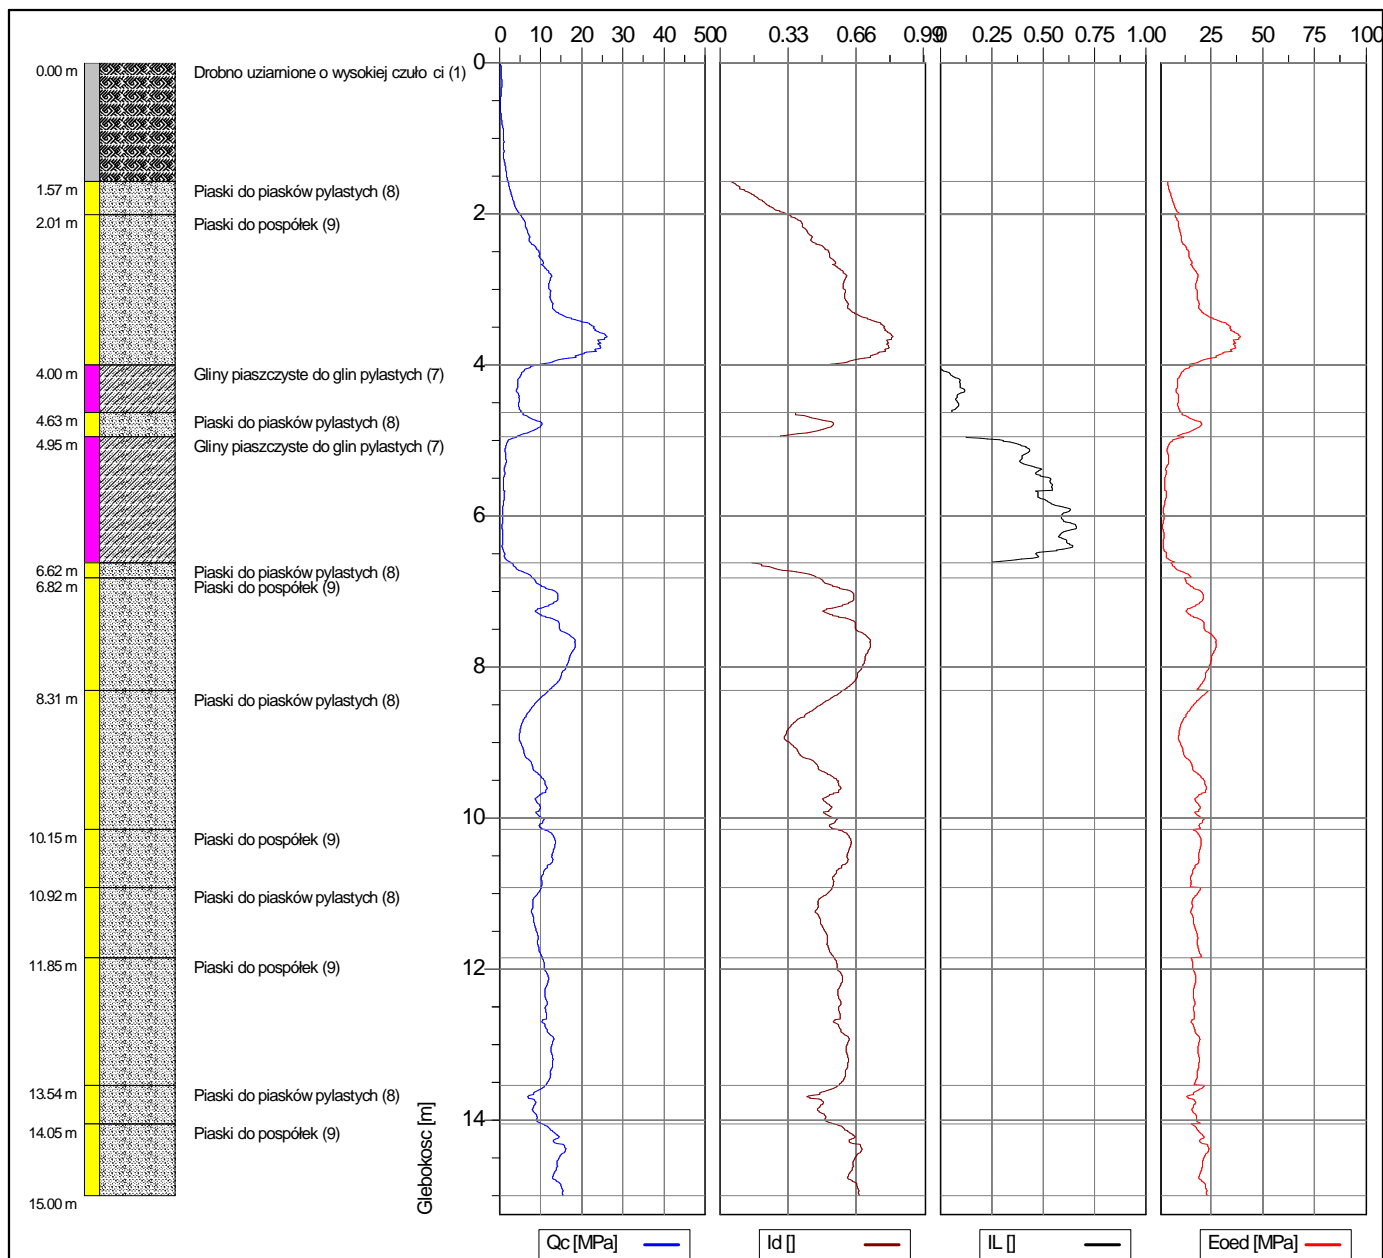 0 10 20 30 40 500 0.33 0.66 0.99 0 0.25 0.50 0.75 1.00 25 50 75 100
0
0.00 m Drobno uziarnione o wysokiej czuło ci (1)
1.57 m Piaski do piasków pylastych (8)
2
2.01 m Piaski do pospółek (9)
4
4.00 m Gliny piaszczyste do glin pylastych (7)
4.63 m Piaski do piasków pylastych (8)
4.95 m Gliny piaszczyste do glin pylastych (7)
6
6.62 m Piaski do piasków pylastych (8)
6.82 m Piaski do pospółek (9)
8
8.31 m Piaski do piasków pylastych (8)
10
10.15 m Piaski do pospółek (9)
10.92 m Piaski do piasków pylastych (8)
11.85 m Piaski do pospółek (9)
12
13.54 m Piaski do piasków pylastych (8)
14
14.05 m Piaski do pospółek (9)
15.00 m
Glebokosc [m]
Qc [MPa] Id [] IL [] Eoed [MPa]